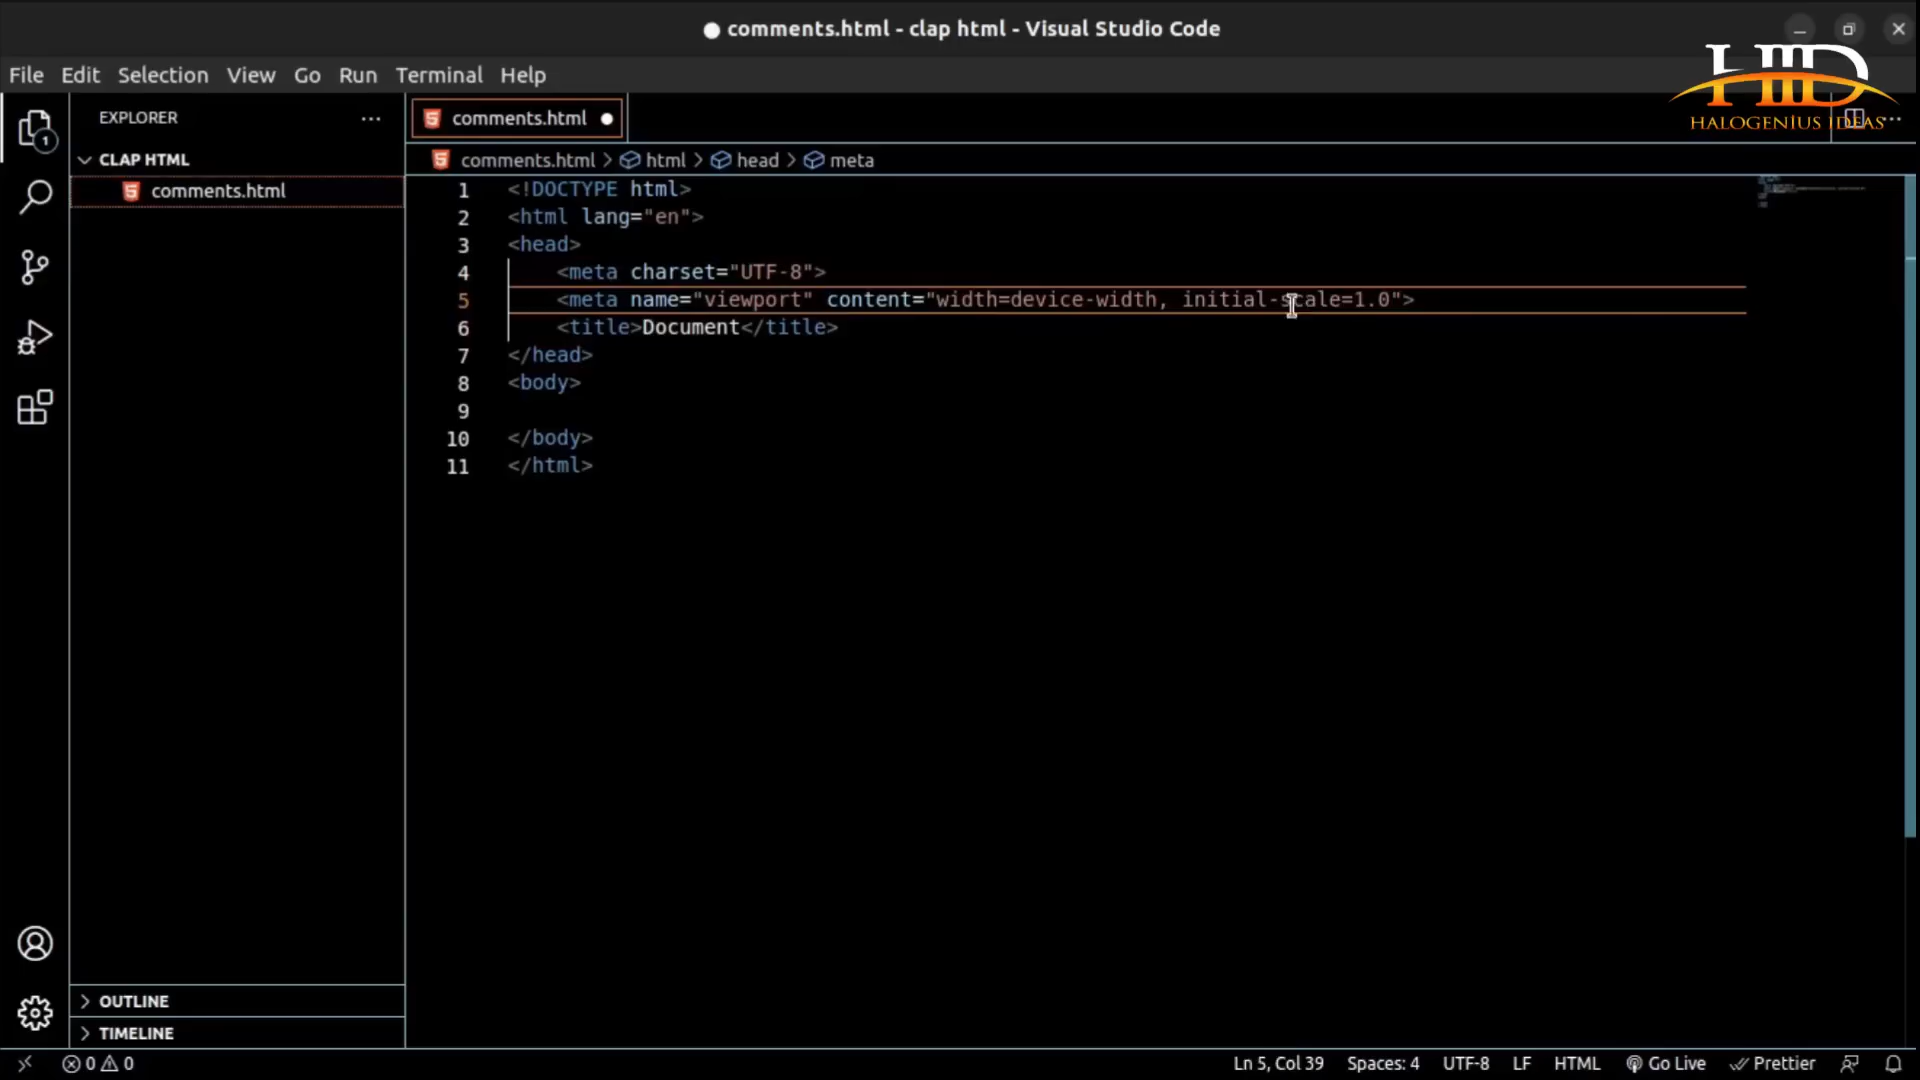 comments.html - clap html - Visual Studio Code
File Edit Selection View Go Run Terminal Help
HID
HALOGENIUS IDEAS
EXPLORER
comments.html
1
CLAP HTML
comments.html > html > head > meta
comments.html
1 <!DOCTYPE html>
2 <html lang="en">
3 <head>
4     <meta charset="UTF-8">
5     <meta name="viewport" content="width=device-width, initial-scale=1.0">
6     <title>Document</title>
7 </head>
8 <body>
9
10 </body>
11 </html>
OUTLINE
TIMELINE
0 0 Ln 5, Col 39 Spaces: 4 UTF-8 LF HTML Go Live Prettier